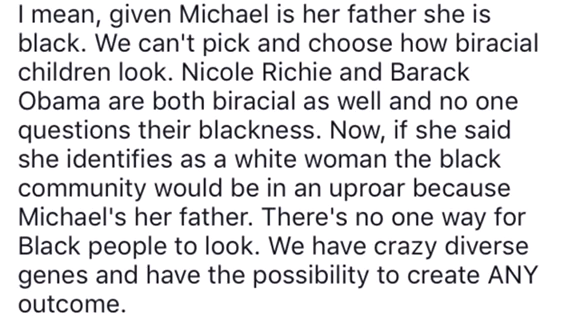 I mean, given Michael is her father she is
black. We can't pick and choose how biracial
children look. Nicole Richie and Barack
Obama are both biracial as well and no one
questions their blackness. Now, if she said
she identifies as a white woman the black
community would be in an uproar because
Michael's her father. There's no one way for
Black people to look. We have crazy diverse
genes and have the possibility to create ANY
outcome.